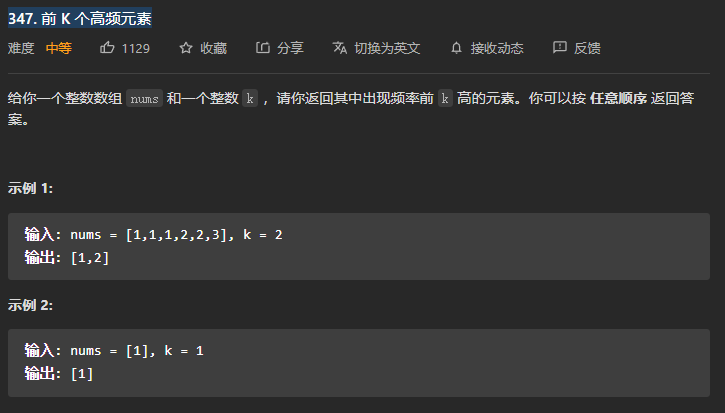 347. 前 K 个高频元素
难度 中等 1129 收藏 分享 切换为英文 接收动态 反馈
给你一个整数数组 nums 和一个整数 k ，请你返回其中出现频率前 k 高的元素。你可以按 任意顺序 返回答
案。
示例 1:
输入: nums = [1,1,1,2,2,3], k = 2
输出: [1,2]
示例 2:
输入: nums = [1], k = 1
输出: [1]